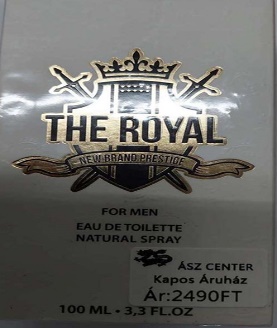 THE ROYAL
NEW BRAND PRESTIGE
FOR MEN
EAU DE TOILETTE
NATURAL SPRAY
ÁSZ CENTER
Kapos Áruház
Ár:2490FT
100 ML - 3,3 FL.OZ